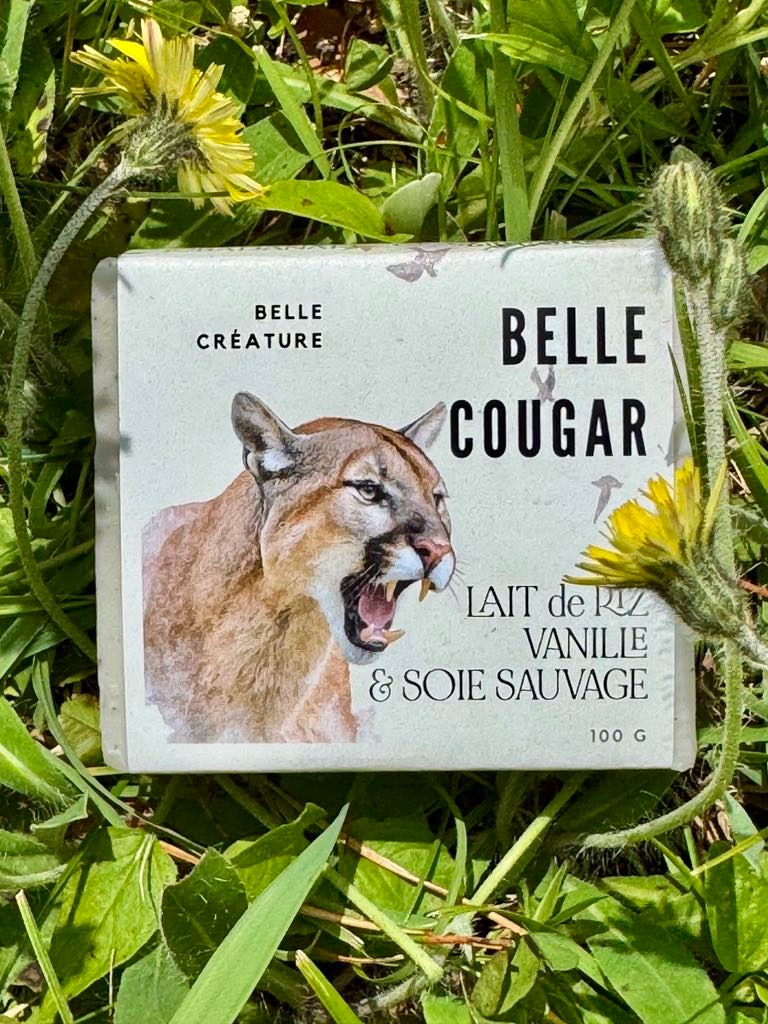 BELLE
CRÉATURE
BELLE
COUGAR
LAIT de RIZ
VANILLE
& SOIE SAUVAGE
100 G